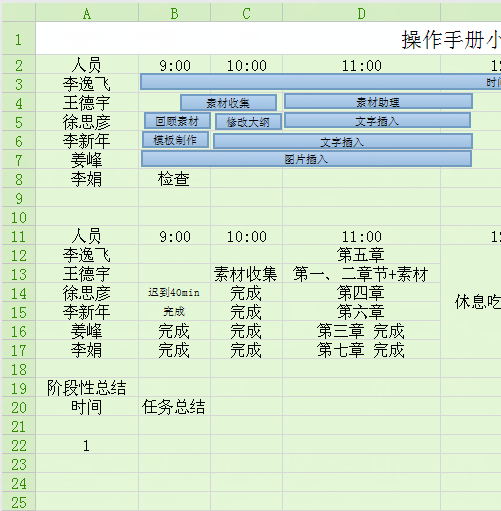 A B C D
1 操作手册小
2 人员 9:00 10:00 11:00
3 李逸飞 时间
4 王德宇 素材收集 素材助理
5 徐思彦 回顾素材 修改大纲 文字插入
6 李新年 模板制作 文字插入
7 姜峰 图片插入
8 李娟 检查
9
10
11 人员 9:00 10:00 11:00
12 李逸飞 第五章
13 王德宇 素材收集 第一、二章节+素材
14 徐思彦 迟到40min 完成 第四章 休息吃
15 李新年 完成 完成 第六章
16 姜峰 完成 完成 第三章 完成
17 李娟 完成 完成 第七章 完成
18
19 阶段性总结
20 时间 任务总结
21
22 1
23
24
25